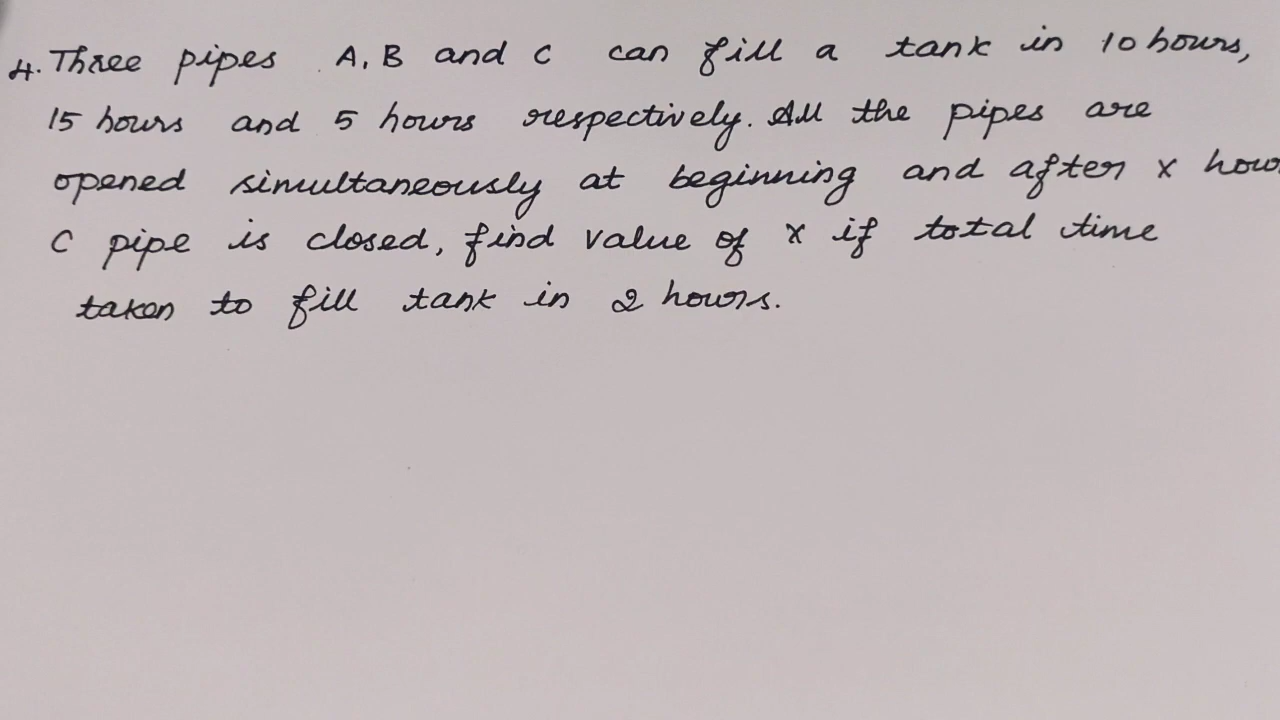 4. Three pipes A, B and C can fill a tank in 10 hours,
15 hours and 5 hours respectively. All the pipes are
opened simultaneously at beginning and after x hou
C pipe is closed, find value of x if total time
taken to fill tank in 2 hours.